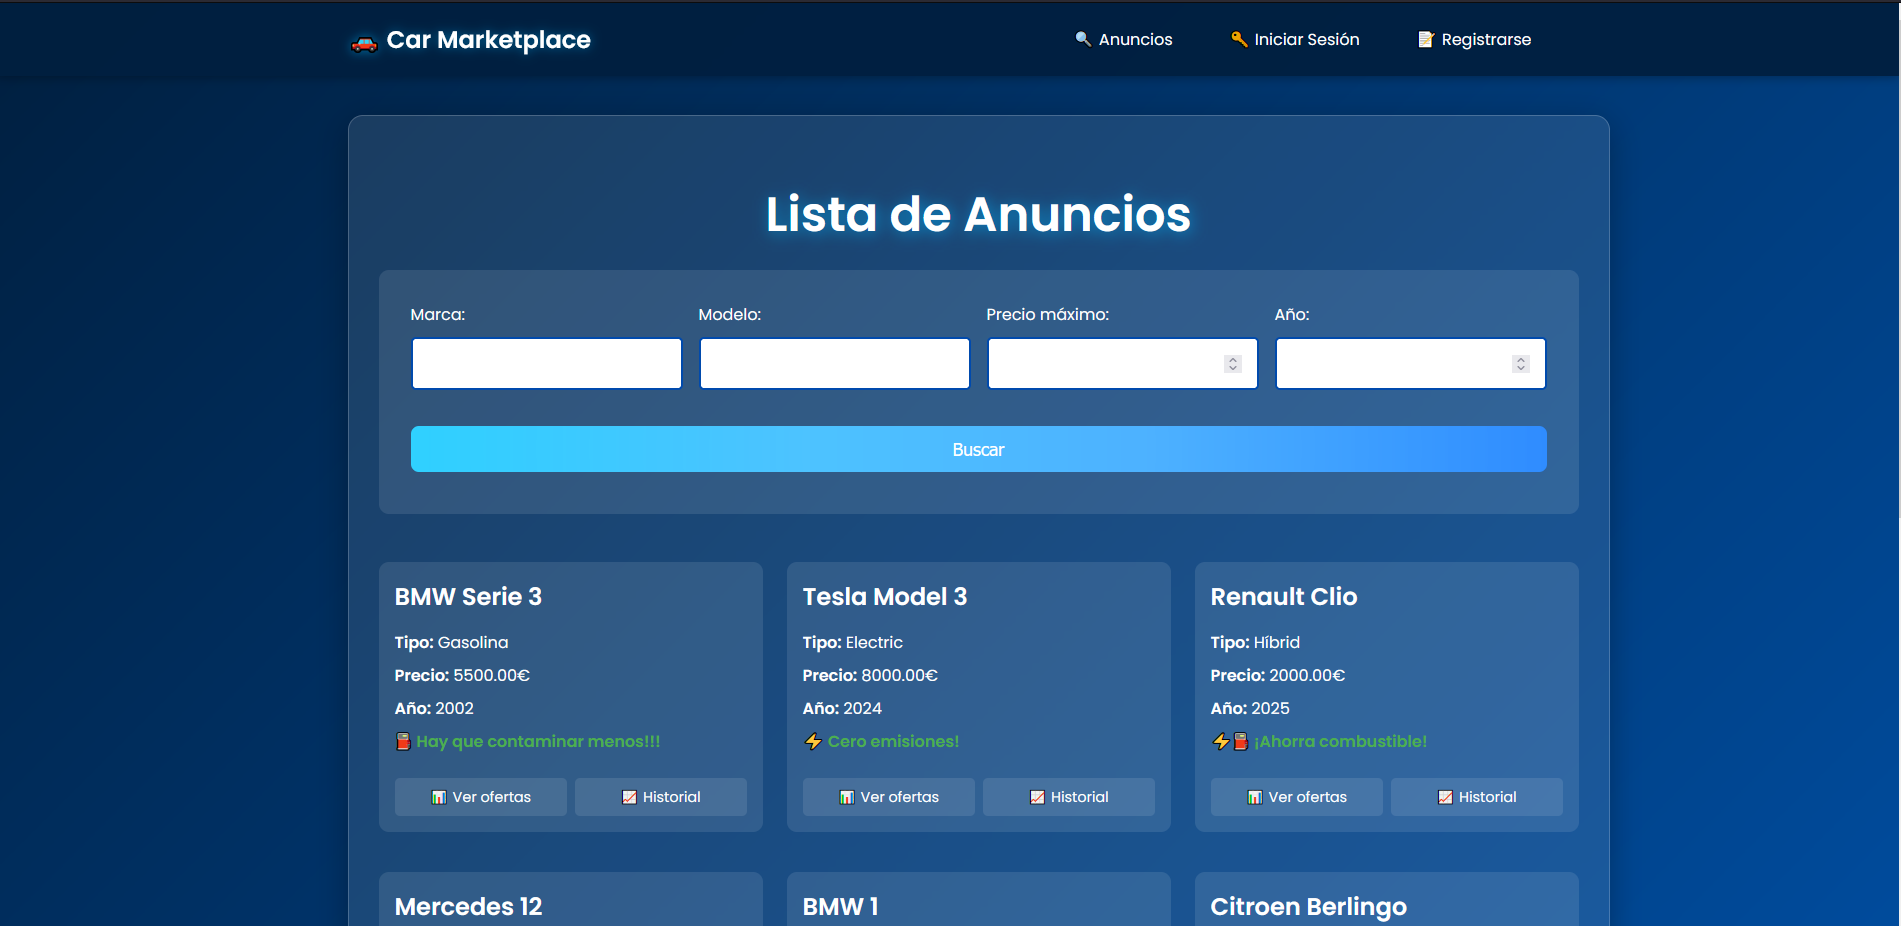 🚗 Car Marketplace
🔍 Anuncios 🔑 Iniciar Sesión 📝 Registrarse
Lista de Anuncios
Marca: Modelo: Precio máximo: Año:
Buscar
BMW Serie 3
Tipo: Gasolina
Precio: 5500.00€
Año: 2002
⛽ Hay que contaminar menos!!!
📊 Ver ofertas 📈 Historial
Tesla Model 3
Tipo: Electric
Precio: 8000.00€
Año: 2024
⚡ Cero emisiones!
📊 Ver ofertas 📈 Historial
Renault Clio
Tipo: Híbrid
Precio: 2000.00€
Año: 2025
⚡⛽ ¡Ahorra combustible!
📊 Ver ofertas 📈 Historial
Mercedes 12
BMW 1
Citroen Berlingo